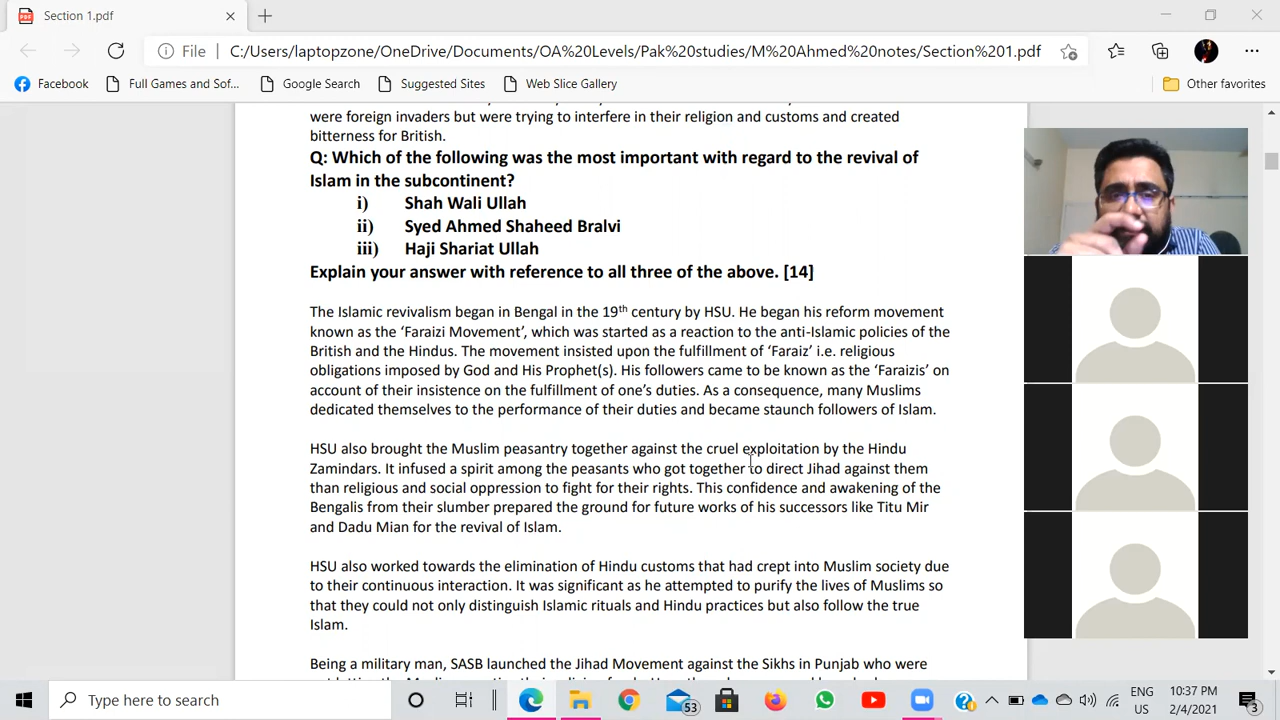 Section 1.pdf
File
C:/Users/laptopzone/OneDrive/Documents/OA%20Levels/Pak%20studies/M%20Ahmed%20notes/Section%201.pdf
Facebook
Full Games and Sof...
Google Search
Suggested Sites
Web Slice Gallery
Other favorites
were foreign invaders but were trying to interfere in their religion and customs and created
bitterness for British.
Q: Which of the following was the most important with regard to the revival of
Islam in the subcontinent?
i) Shah Wali Ullah
ii) Syed Ahmed Shaheed Bralvi
iii) Haji Shariat Ullah
Explain your answer with reference to all three of the above. [14]
The Islamic revivalism began in Bengal in the 19th century by HSU. He began his reform movement
known as the ‘Faraizi Movement’, which was started as a reaction to the anti-Islamic policies of the
British and the Hindus. The movement insisted upon the fulfillment of ‘Faraiz’ i.e. religious
obligations imposed by God and His Prophet(s). His followers came to be known as the ‘Faraizis’ on
account of their insistence on the fulfillment of one’s duties. As a consequence, many Muslims
dedicated themselves to the performance of their duties and became staunch followers of Islam.
HSU also brought the Muslim peasantry together against the cruel exploitation by the Hindu
Zamindars. It infused a spirit among the peasants who got together to direct Jihad against them
than religious and social oppression to fight for their rights. This confidence and awakening of the
Bengalis from their slumber prepared the ground for future works of his successors like Titu Mir
and Dadu Mian for the revival of Islam.
HSU also worked towards the elimination of Hindu customs that had crept into Muslim society due
to their continuous interaction. It was significant as he attempted to purify the lives of Muslims so
that they could not only distinguish Islamic rituals and Hindu practices but also follow the true
Islam.
Being a military man, SASB launched the Jihad Movement against the Sikhs in Punjab who were
Type here to search
53
ENG
US
10:37 PM
2/4/2021
3